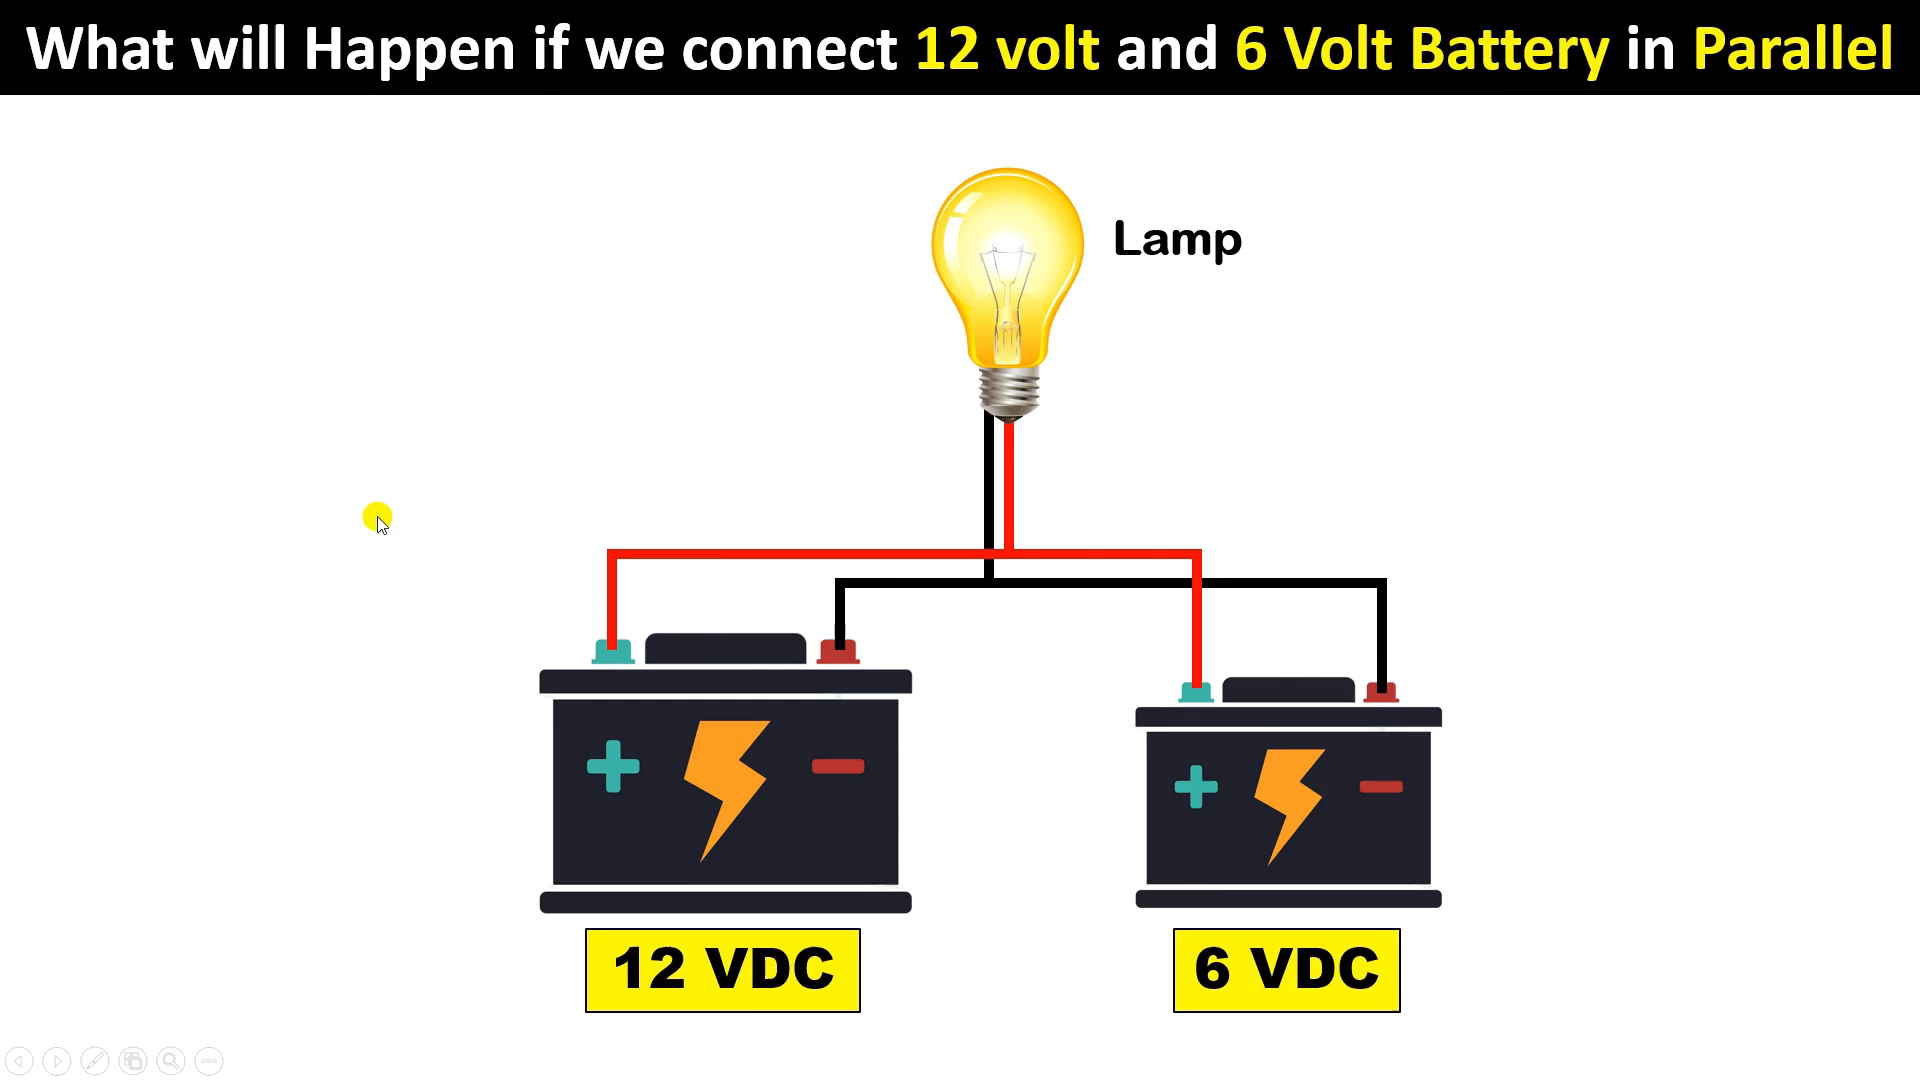 What will Happen if we connect 12 volt and 6 Volt Battery in Parallel
Lamp
12 VDC
6 VDC